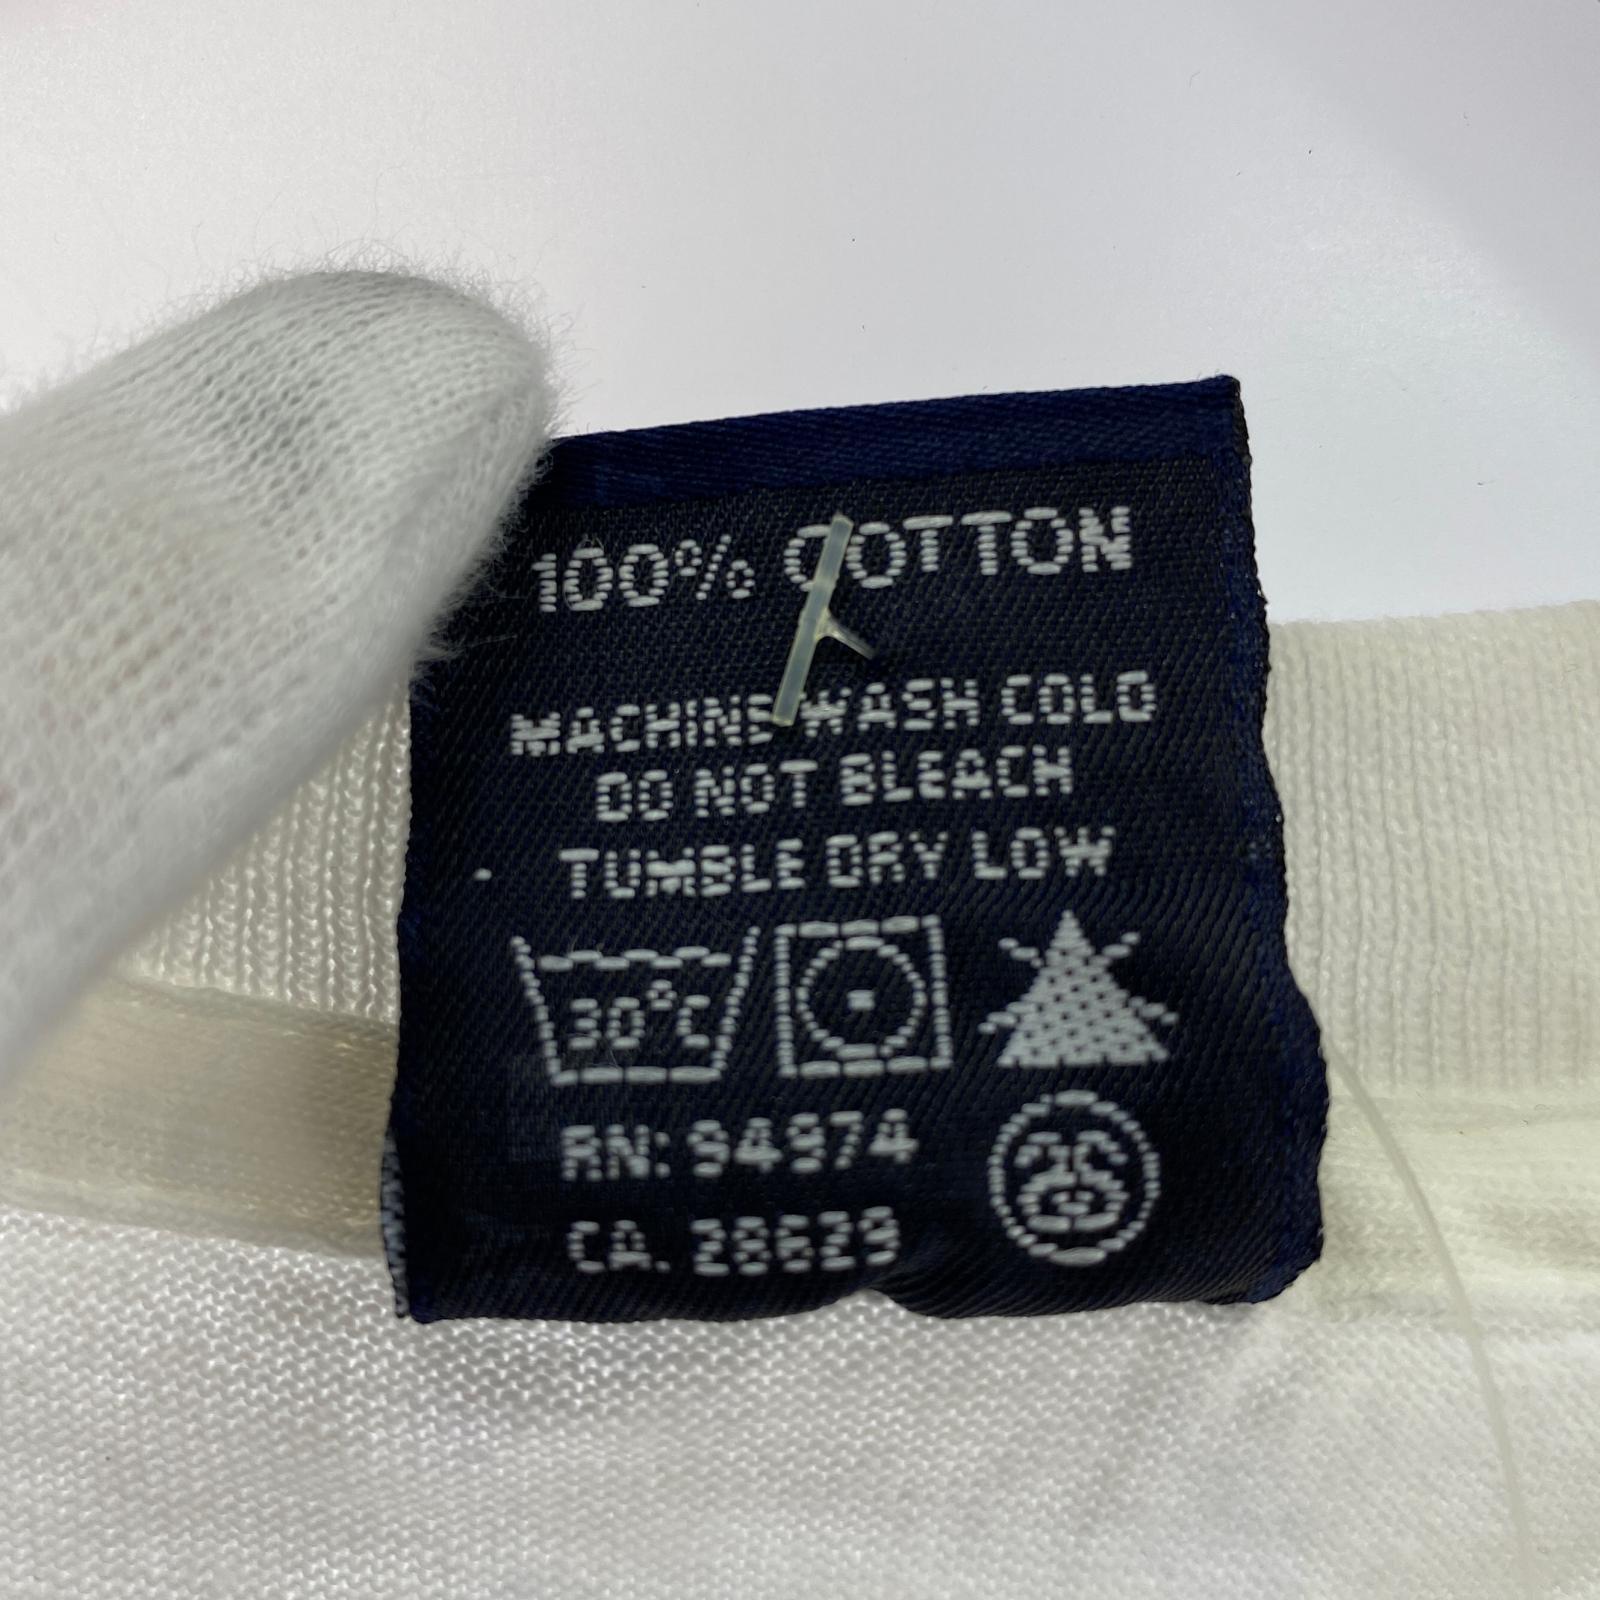 100% COTTON
MACHINE WASH COLD
DO NOT BLEACH
TUMBLE DRY LOW
30°C
RN: 94974
CA. 28629